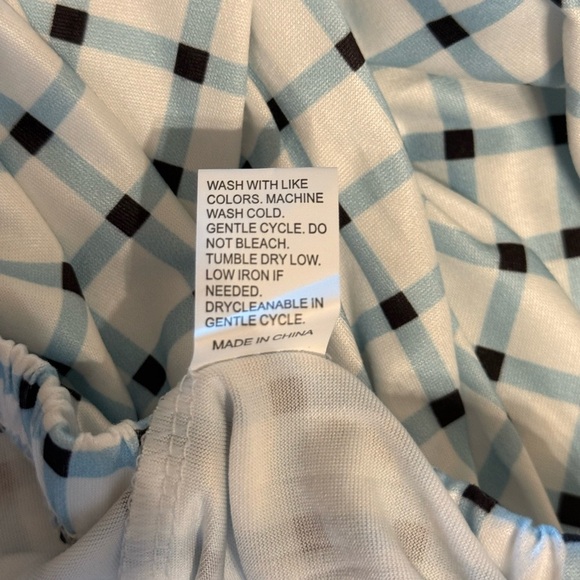 WASH WITH LIKE
COLORS. MACHINE
WASH COLD.
GENTLE CYCLE. DO
NOT BLEACH.
TUMBLE DRY LOW.
LOW IRON IF
NEEDED.
DRYCLEANABLE IN
GENTLE CYCLE.
MADE IN CHINA